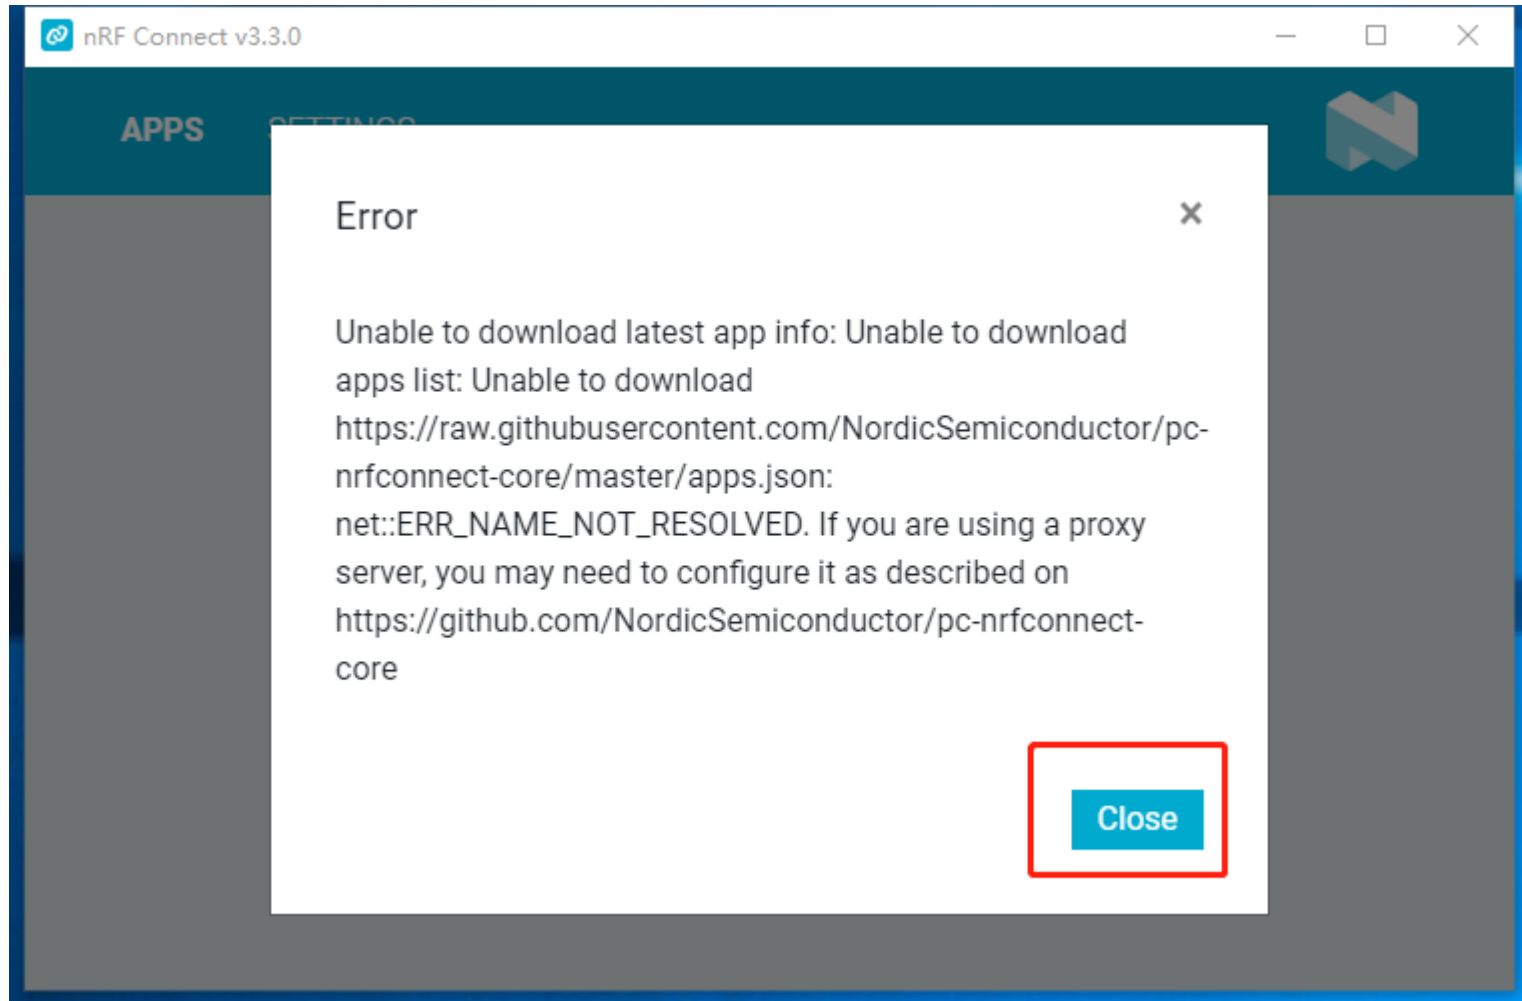 nRF Connect v3.3.0
APPS SETTINGS
Error
Unable to download latest app info: Unable to download
apps list: Unable to download
https://raw.githubusercontent.com/NordicSemiconductor/pc-
nrfconnect-core/master/apps.json:
net::ERR_NAME_NOT_RESOLVED. If you are using a proxy
server, you may need to configure it as described on
https://github.com/NordicSemiconductor/pc-nrfconnect-
core
Close